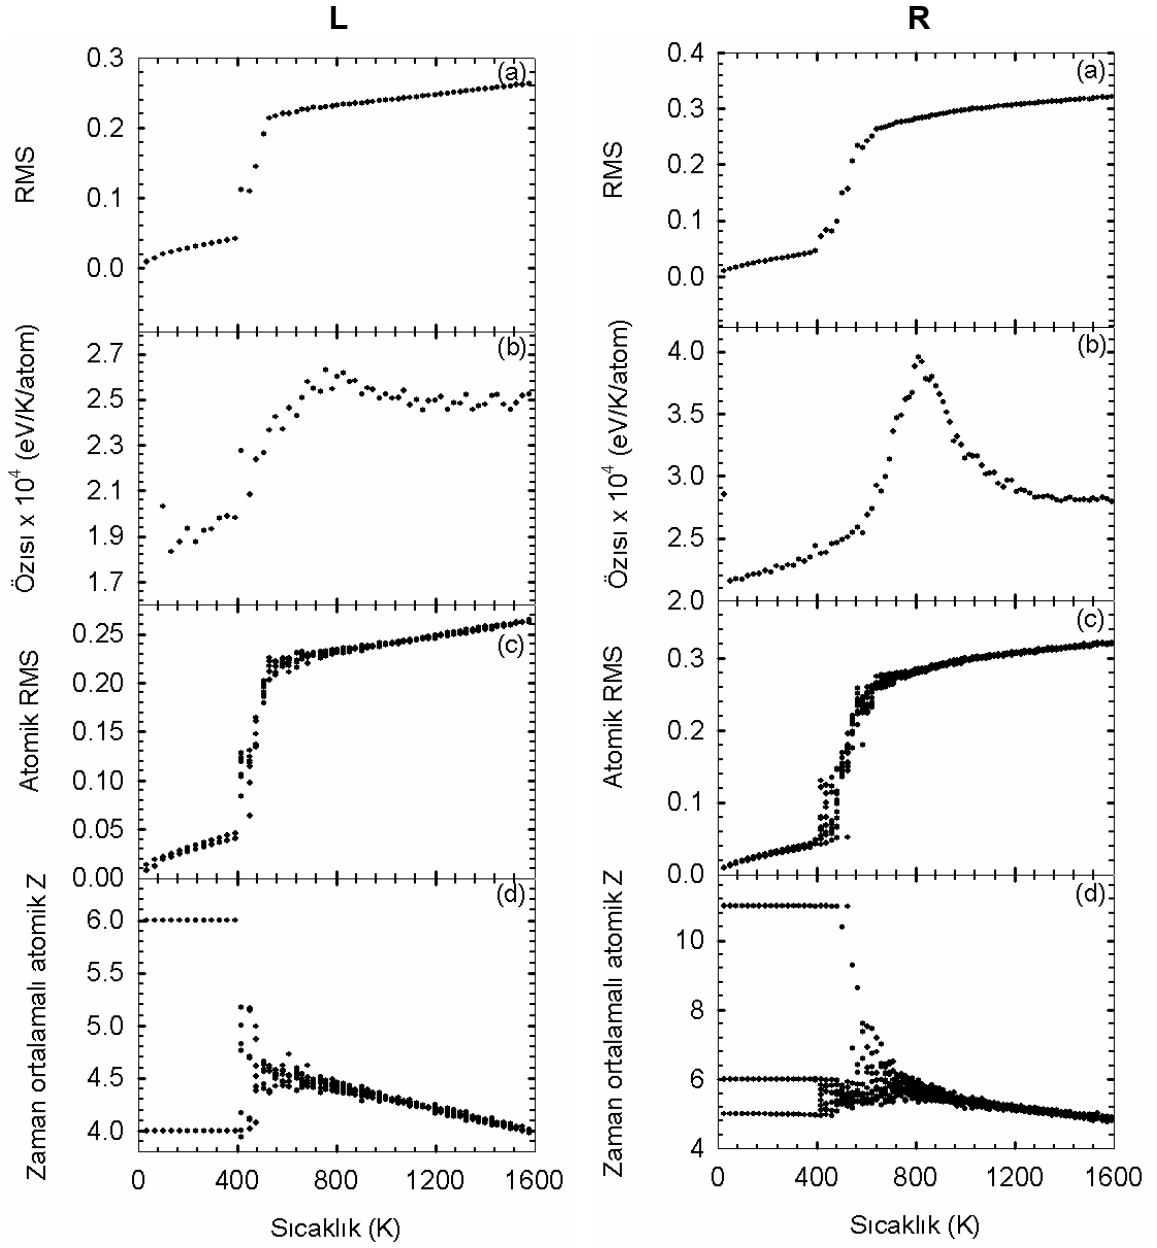 L
R
(a)
0.3
0.2
0.1
0.0
RMS
(b)
2.7
2.5
2.3
2.1
1.9
1.7
Özısı x 10^4 (eV/K/atom)
(c)
0.25
0.20
0.15
0.10
0.05
0.00
Atomik RMS
(d)
6.0
5.5
5.0
4.5
4.0
Zaman ortalamalı atomik Z
0 400 800 1200 1600
Sıcaklık (K)
(a)
0.4
0.3
0.2
0.1
0.0
RMS
(b)
4.0
3.5
3.0
2.5
2.0
Özısı x 10^4 (eV/K/atom)
(c)
0.3
0.2
0.1
0.0
Atomik RMS
(d)
10
8
6
4
Zaman ortalamalı atomik Z
0 400 800 1200 1600
Sıcaklık (K)